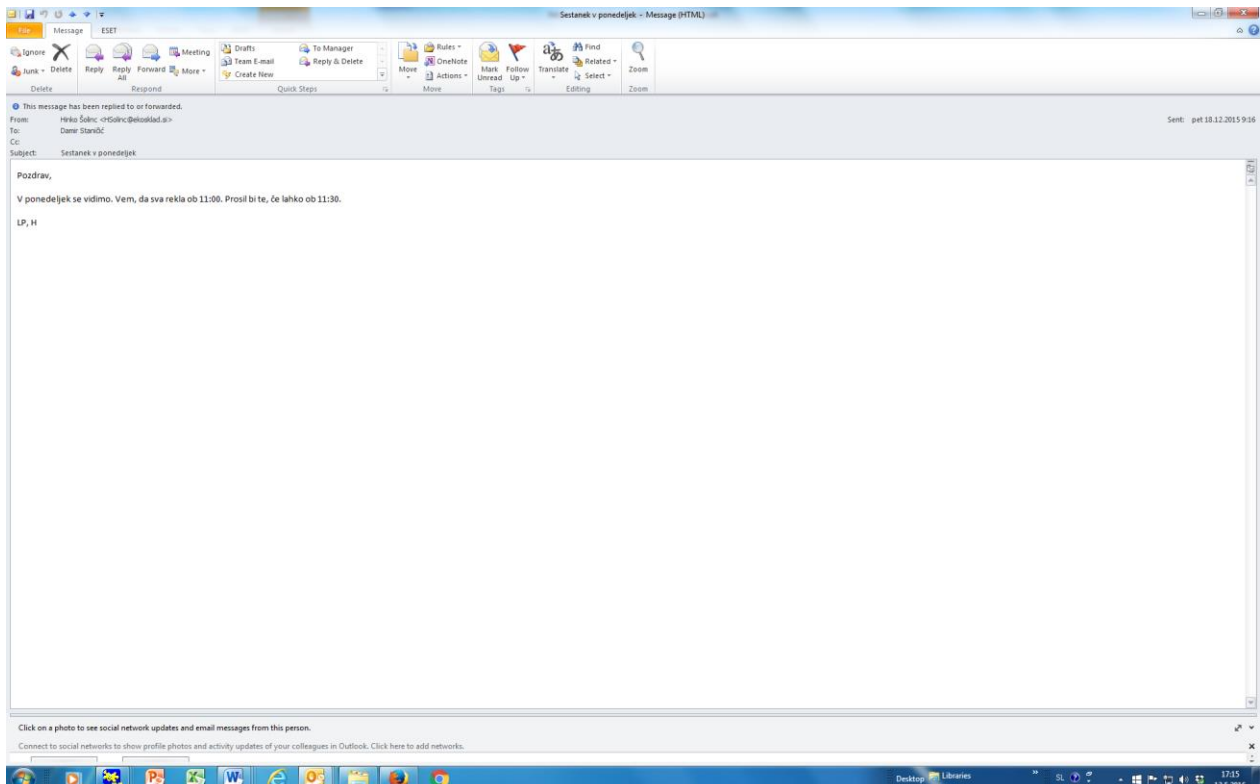 Sestanek v ponedeljek - Message (HTML)
File Message ESET
Ignore
Junk
Delete
Reply
Reply All
Forward
Meeting
More
Drafts
Team E-mail
Create New
To Manager
Reply & Delete
Move
Rules
OneNote
Actions
Mark Unread
Follow Up
Translate
Find
Related
Select
Zoom
Delete Respond Quick Steps Move Tags Editing Zoom
This message has been replied to or forwarded.
From: Hinko Šolinc <HSolinc@ekosklad.si>
Sent: pet 18.12.2015 9:16
To: Damir Staničić
Cc:
Subject: Sestanek v ponedeljek
Pozdrav,
V ponedeljek se vidimo. Vem, da sva rekla ob 11:00. Prosil bi te, če lahko ob 11:30.
LP, H
Click on a photo to see social network updates and email messages from this person.
Connect to social networks to show profile photos and activity updates of your colleagues in Outlook. Click here to add networks.
Desktop Libraries SL 17:15